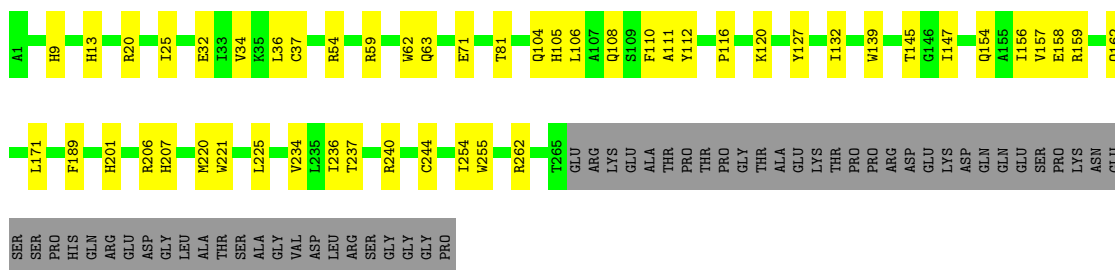 A1 H9 H13 R20 I25 E32 I33 V34 K35 L36 C37 R54 R59 W62 Q63 E71 T81 Q104 H105 L106 A107 Q108 S109 F110 A111 Y112 P116 K120 Y127 I132 W139 T145 G146 I147 Q154 A155 I156 V157 E158 R159
L171 F189 H201 R206 H207 M220 W221 L225 V234 L235 I236 T237 R240 C244 I254 W255 R262 T265 GLU ARG LYS GLU ALA THR PRO THR PRO GLY THR ALA GLU LYS THR PRO PRO ARG ASP GLU LYS ASP GLN GLN GLU SER PRO LYS ASN
SER SER PRO HIS GLN ARG GLU ASP GLY LEU ALA THR SER ALA GLY VAL ASP LEU ARG SER GLY GLY GLY PRO